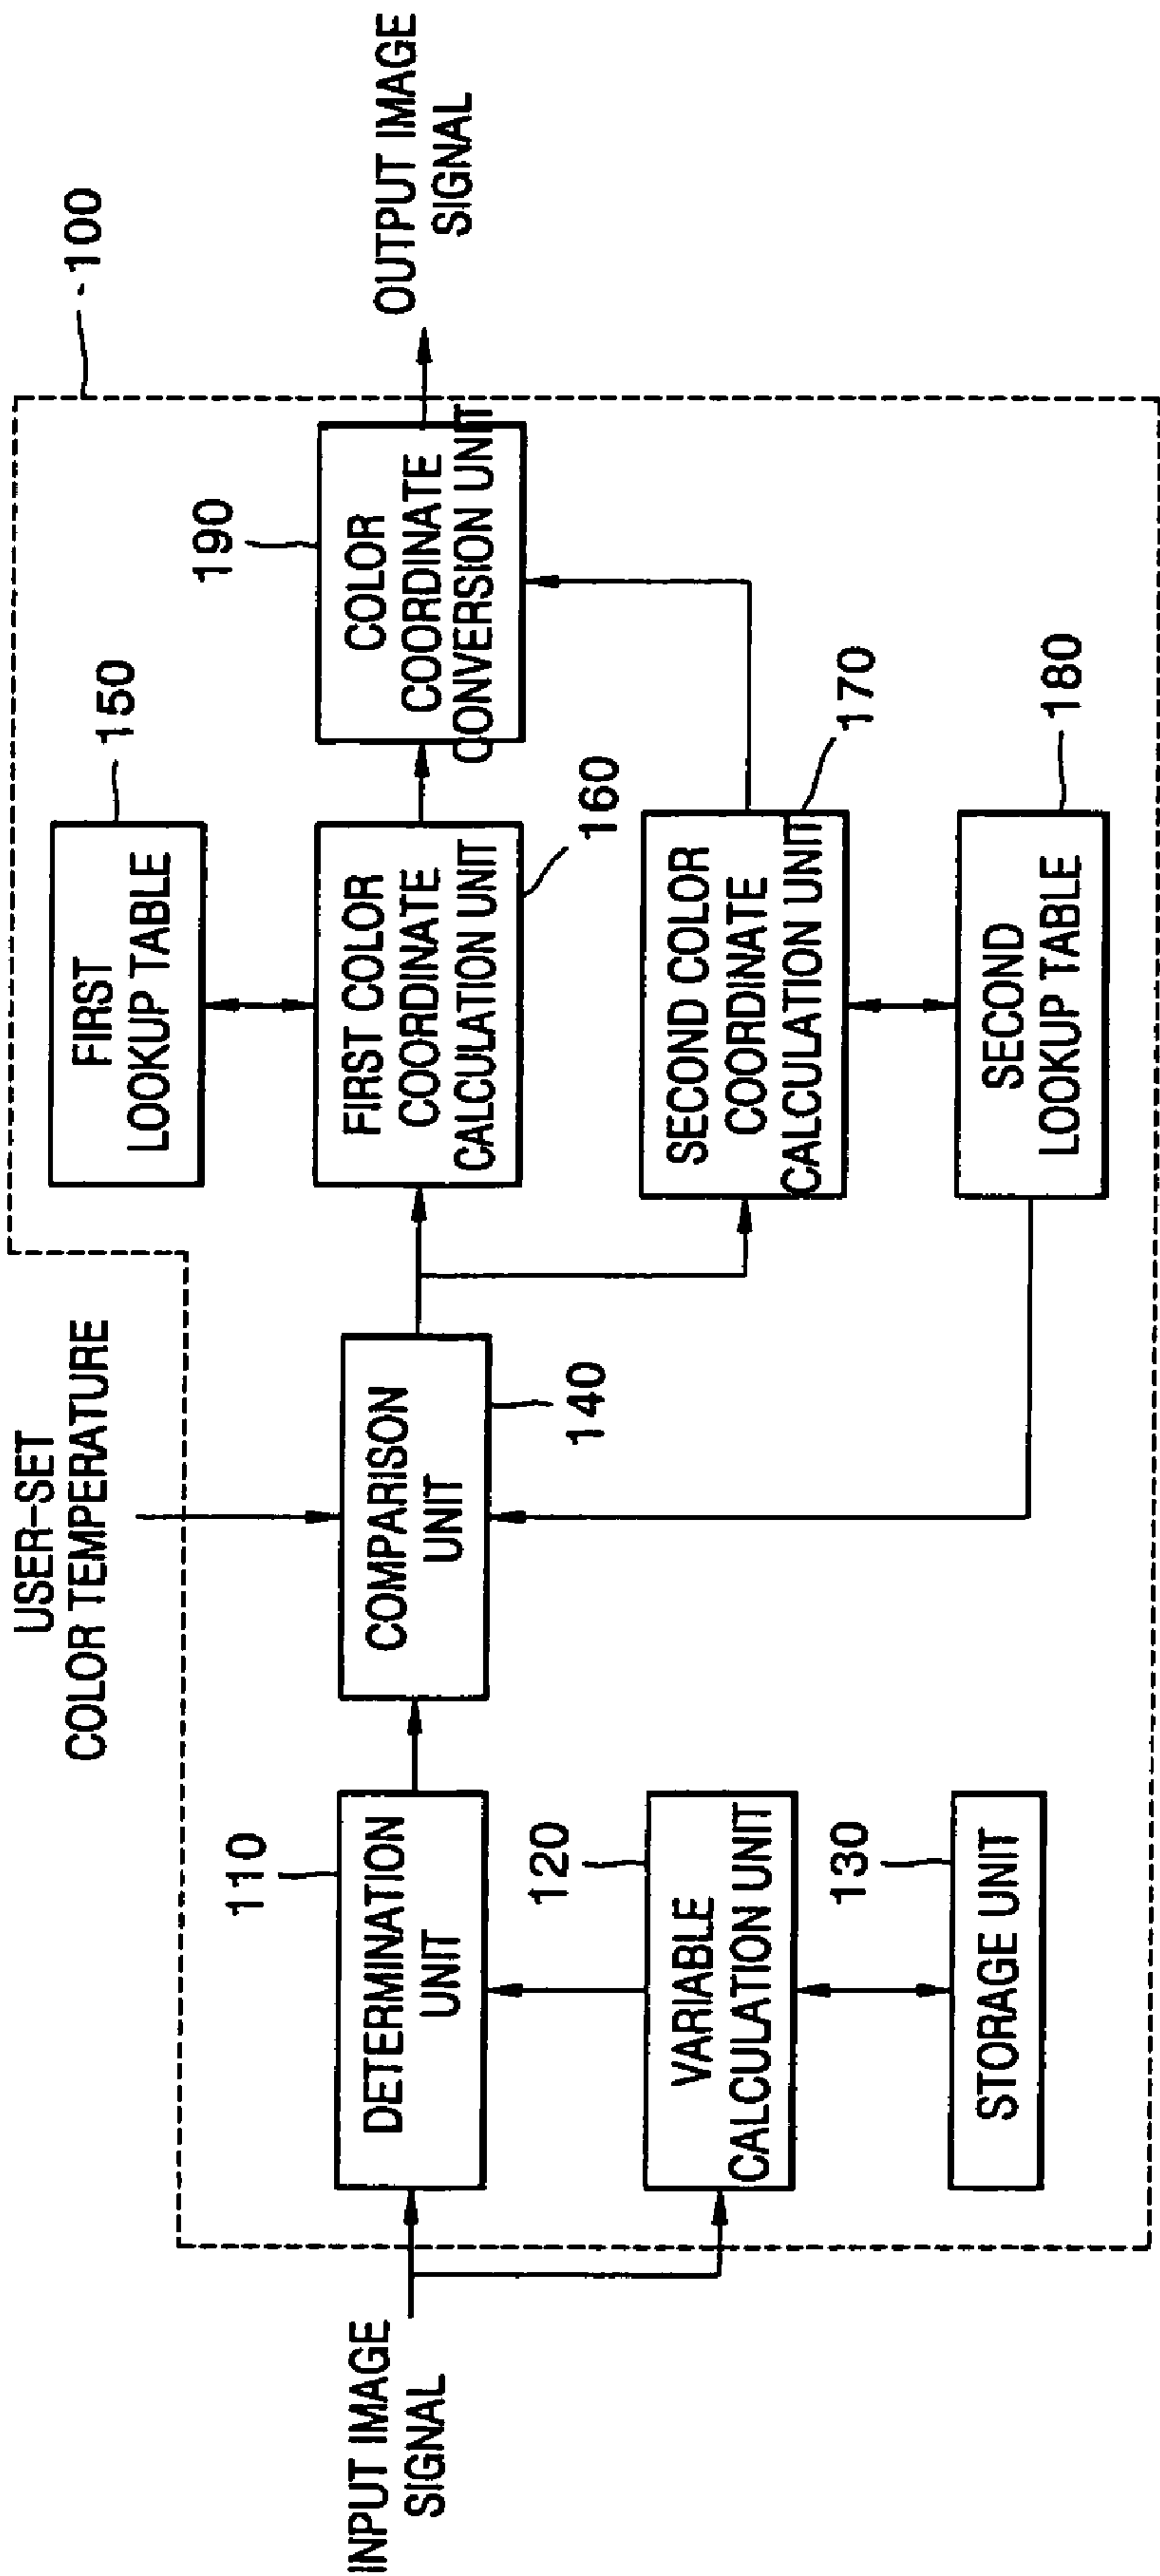 USER-SET
COLOR TEMPERATURE
100
150
FIRST
LOOKUP TABLE
190
INPUT IMAGE
SIGNAL
110
DETERMINATION
UNIT
COMPARISON
UNIT
140
FIRST COLOR
COORDINATE
CALCULATION UNIT
160
COLOR
COORDINATE
CONVERSION UNIT
OUTPUT IMAGE
SIGNAL
120
VARIABLE
CALCULATION UNIT
SECOND COLOR
COORDINATE
CALCULATION UNIT
170
130
STORAGE UNIT
SECOND
LOOKUP TABLE
180